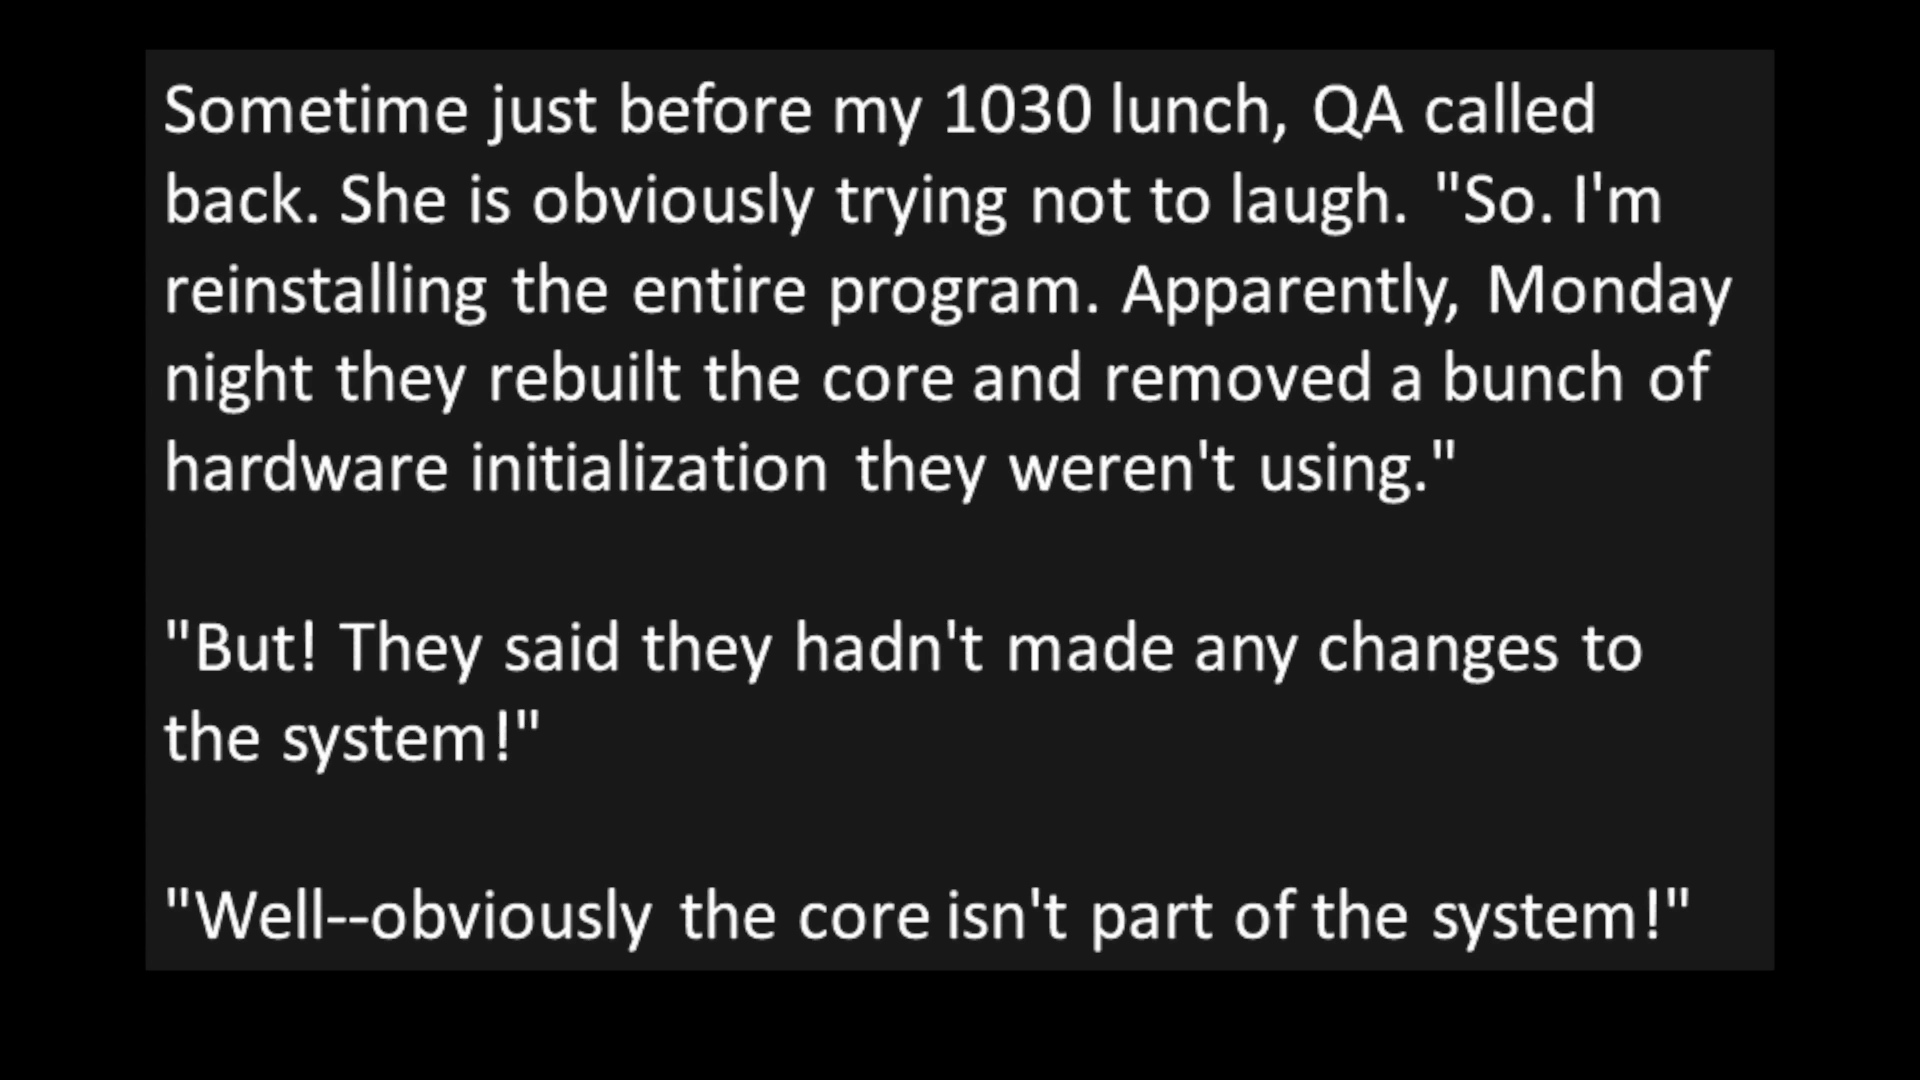 Sometime just before my 1030 lunch, QA called
back. She is obviously trying not to laugh. "So. I'm
reinstalling the entire program. Apparently, Monday
night they rebuilt the core and removed a bunch of
hardware initialization they weren't using."
"But! They said they hadn't made any changes to
the system!"
"Well--obviously the core isn't part of the system!"